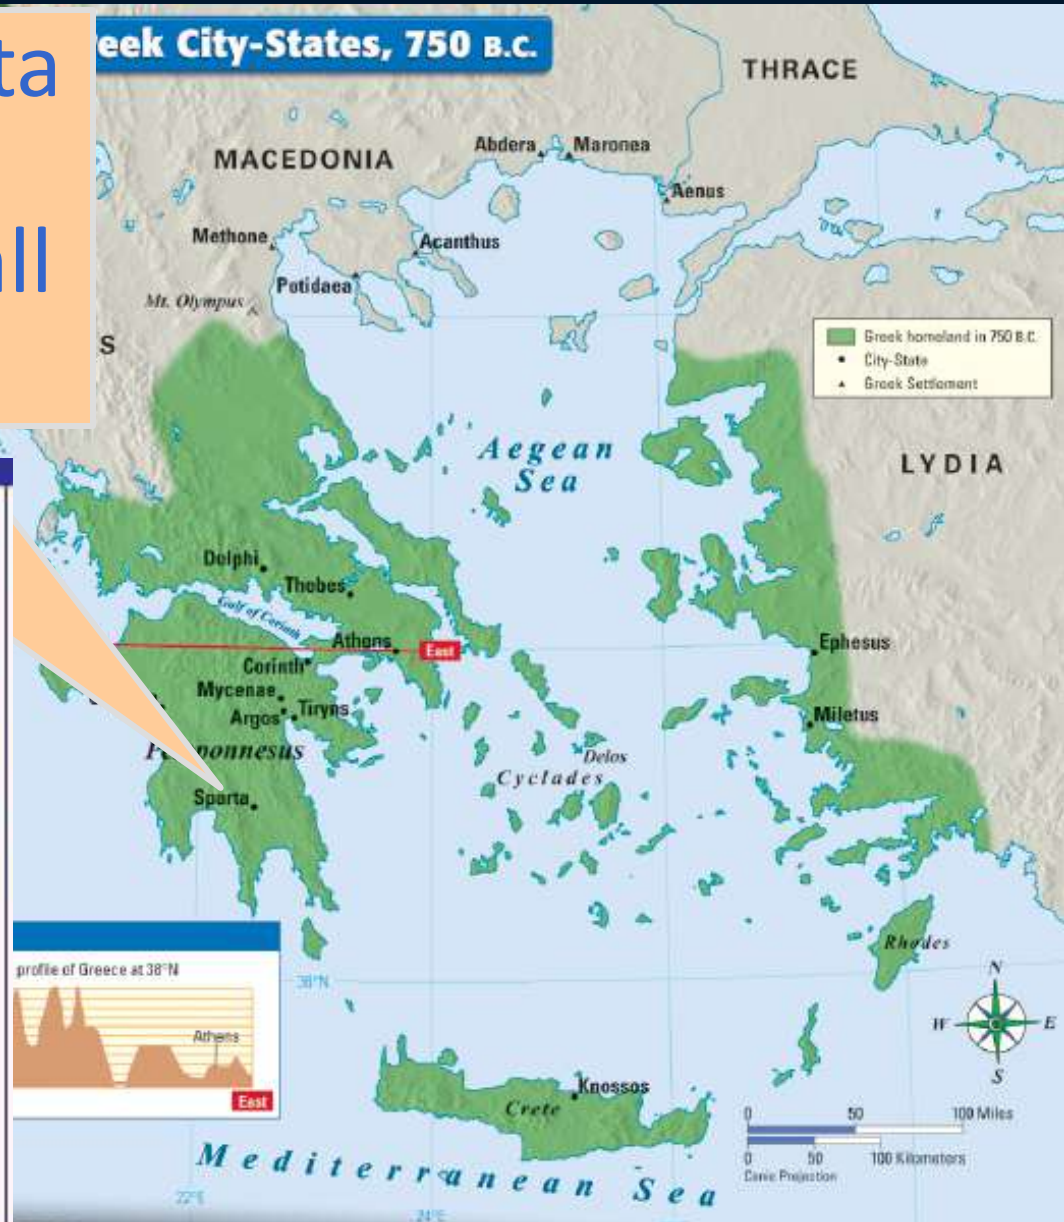 ta
all
eek City-States, 750 B.C.
THRACE
MACEDONIA
Abdera
Maronea
Aenus
Methone
Acanthus
Potidaea
Mt. Olympus
S
Greek homeland in 750 B.C.
City-State
Greek Settlement
Aegean
Sea
LYDIA
Delphi
Thebes
Gulf of Corinth
Athens
East
Corinth
Ephesus
Mycenae
Argos
Tiryns
Miletus
P ponnesus
Delos
Cyclades
Sparta
Rhodes
profile of Greece at 38°N
Athens
East
36°N
N
W
E
S
Knossos
Crete
0 50 100 Miles
0 50 100 Kilometers
Conic Projection
Mediterranean Sea
22°E
24°E